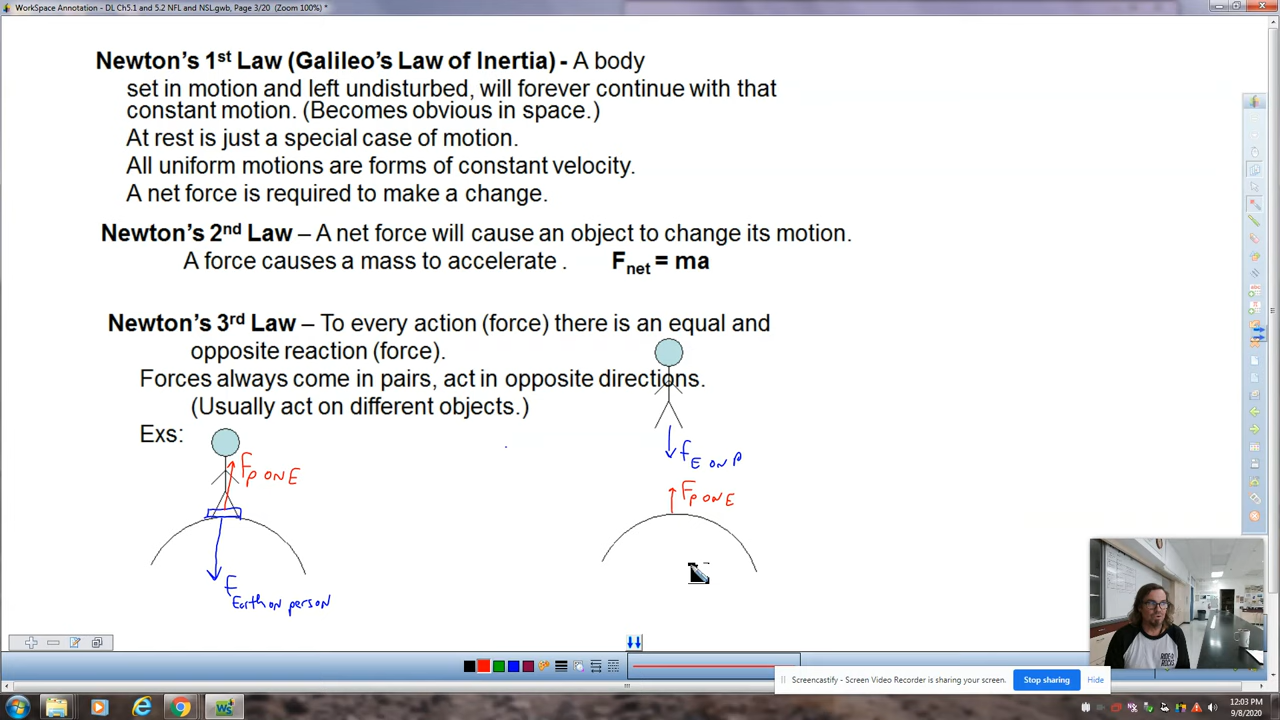 WorkSpace Annotation - DL Ch5.1 and 5.2 NFL and NSL.gwb, Page 3/20 (Zoom 100%) *
Newton's 1st Law (Galileo's Law of Inertia) - A body
set in motion and left undisturbed, will forever continue with that
constant motion. (Becomes obvious in space.)
At rest is just a special case of motion.
All uniform motions are forms of constant velocity.
A net force is required to make a change.
Newton's 2nd Law – A net force will cause an object to change its motion.
A force causes a mass to accelerate . Fnet = ma
Newton's 3rd Law – To every action (force) there is an equal and
opposite reaction (force).
Forces always come in pairs, act in opposite directions.
(Usually act on different objects.)
Exs:
F P ON E
F E ON P
F P ON E
F Earth on person
Screencastify - Screen Video Recorder is sharing your screen.
Stop sharing
Hide
12:03 PM
9/8/2020